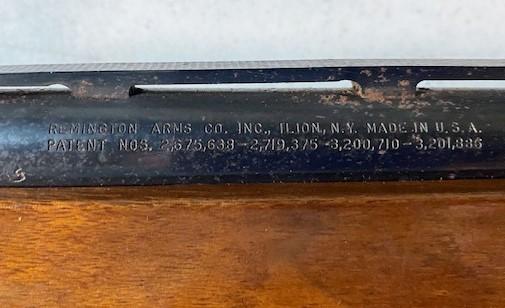 REMINGTON ARMS CO. INC., ILION, N.Y. MADE IN U.S.A.
PATENT NOS. 2,675,638-2,719,375-3,200,710-3,201,886
S